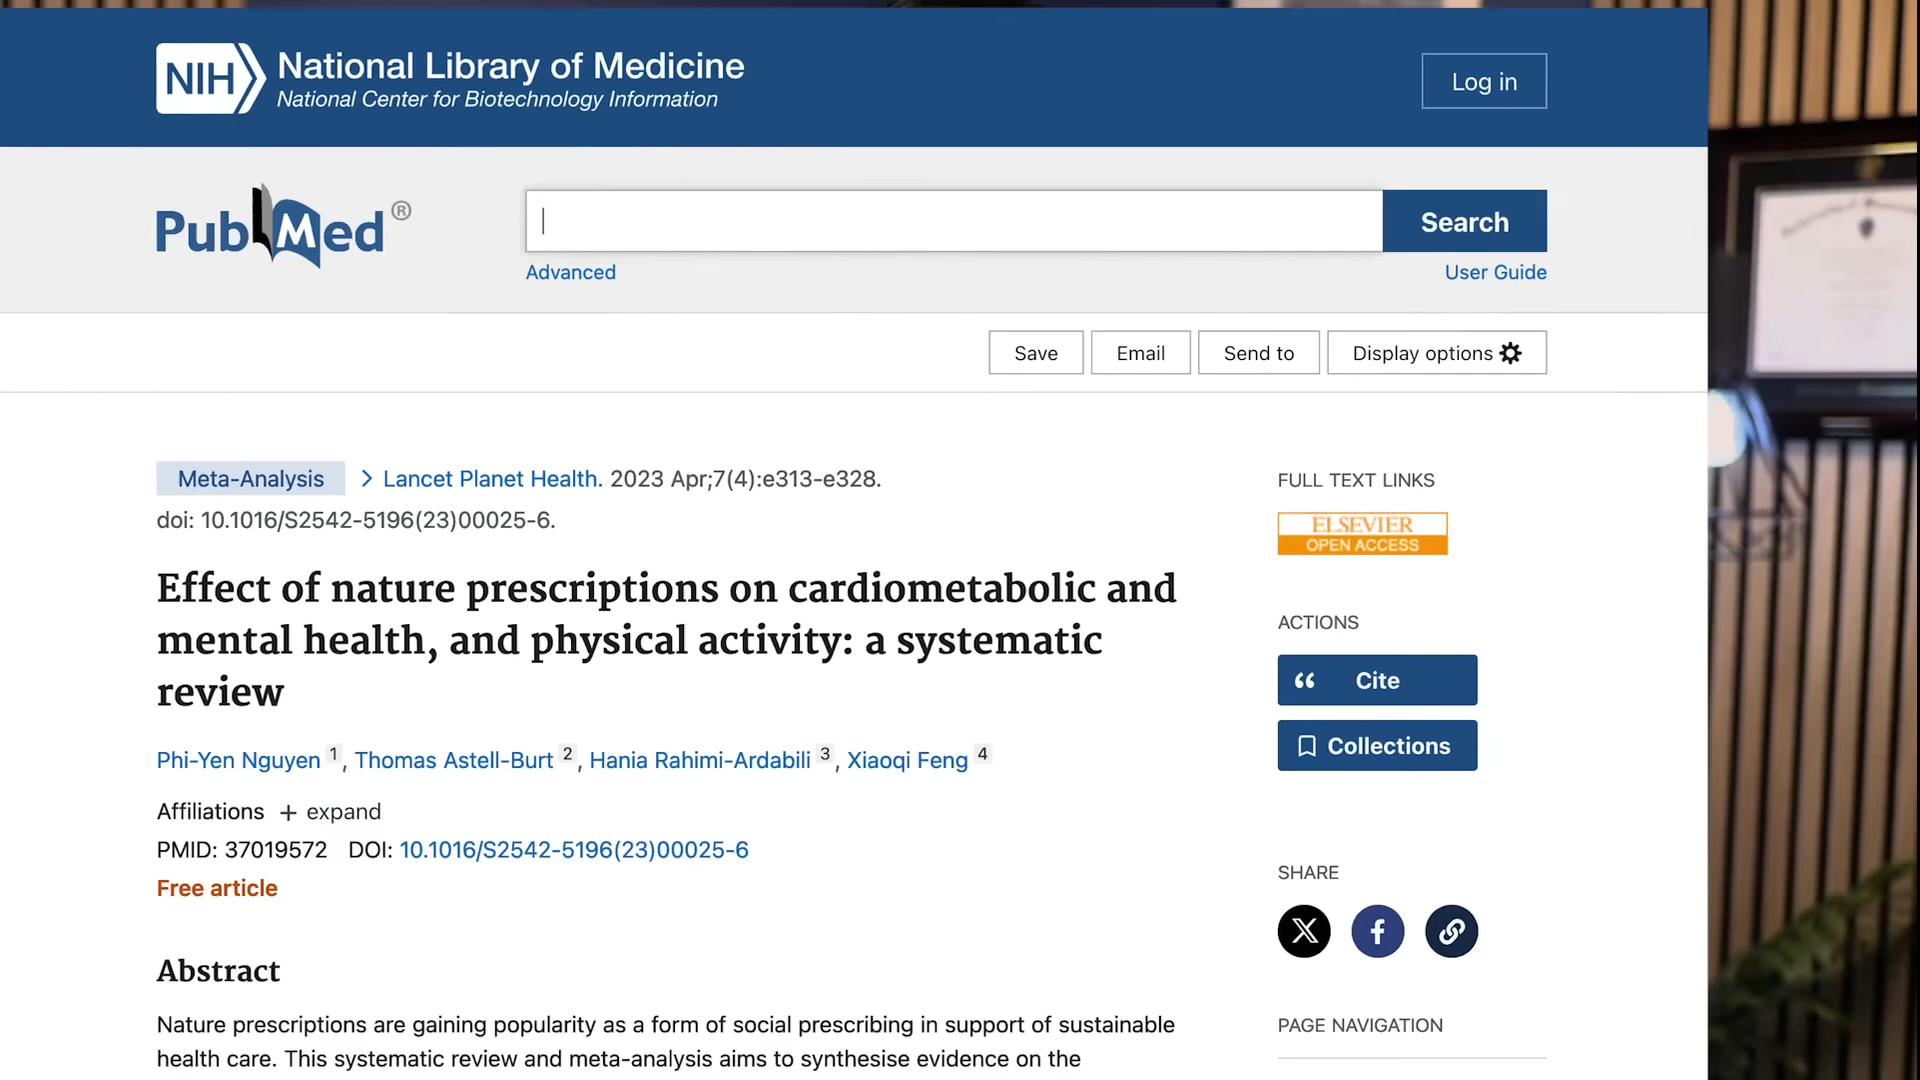 NIH National Library of Medicine
National Center for Biotechnology Information
Log in
PubMed®
Search
Advanced
User Guide
Save
Email
Send to
Display options
Meta-Analysis
Lancet Planet Health. 2023 Apr;7(4):e313-e328.
doi: 10.1016/S2542-5196(23)00025-6.
Effect of nature prescriptions on cardiometabolic and
mental health, and physical activity: a systematic
review
Phi-Yen Nguyen 1, Thomas Astell-Burt 2, Hania Rahimi-Ardabili 3, Xiaoqi Feng 4
Affiliations + expand
PMID: 37019572 DOI: 10.1016/S2542-5196(23)00025-6
Free article
Abstract
Nature prescriptions are gaining popularity as a form of social prescribing in support of sustainable
health care. This systematic review and meta-analysis aims to synthesise evidence on the
FULL TEXT LINKS
ELSEVIER
OPEN ACCESS
ACTIONS
Cite
Collections
SHARE
PAGE NAVIGATION